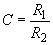 C = R₁ / R₂